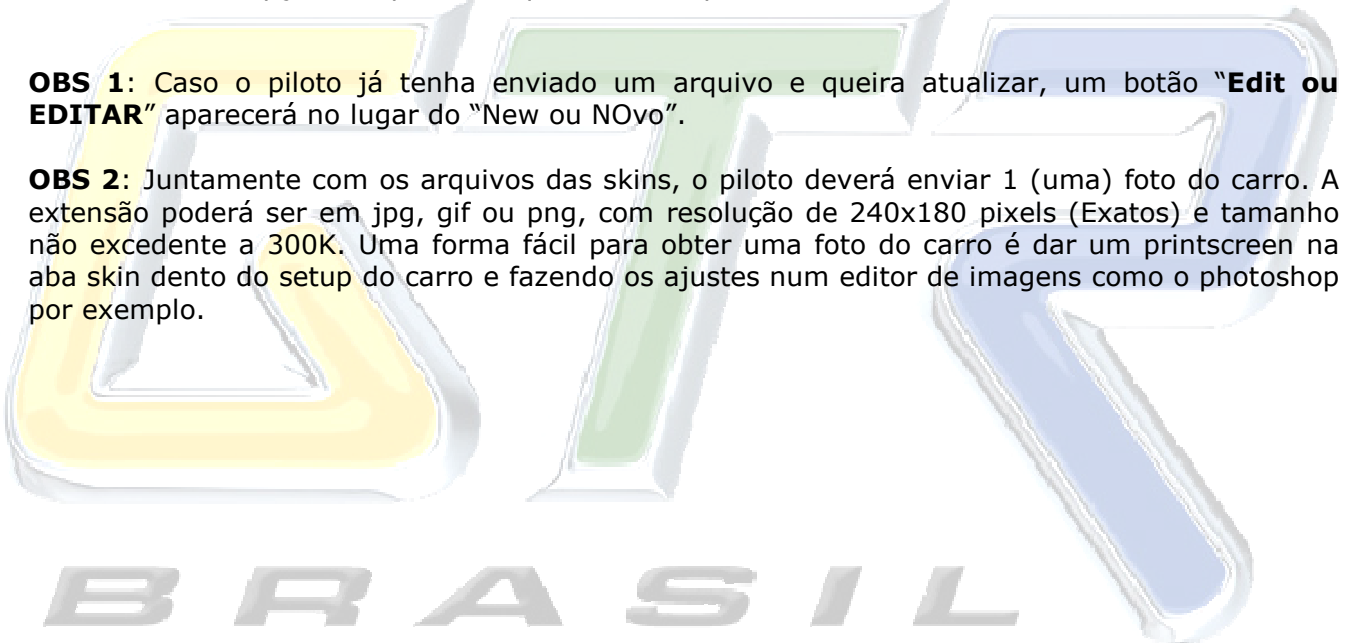 OBS 1: Caso o piloto já tenha enviado um arquivo e queira atualizar, um botão “Edit ou
EDITAR” aparecerá no lugar do “New ou NOvo”.
OBS 2: Juntamente com os arquivos das skins, o piloto deverá enviar 1 (uma) foto do carro. A
extensão poderá ser em jpg, gif ou png, com resolução de 240x180 pixels (Exatos) e tamanho
não excedente a 300K. Uma forma fácil para obter uma foto do carro é dar um printscreen na
aba skin dento do setup do carro e fazendo os ajustes num editor de imagens como o photoshop
por exemplo.
GTR
BRASIL